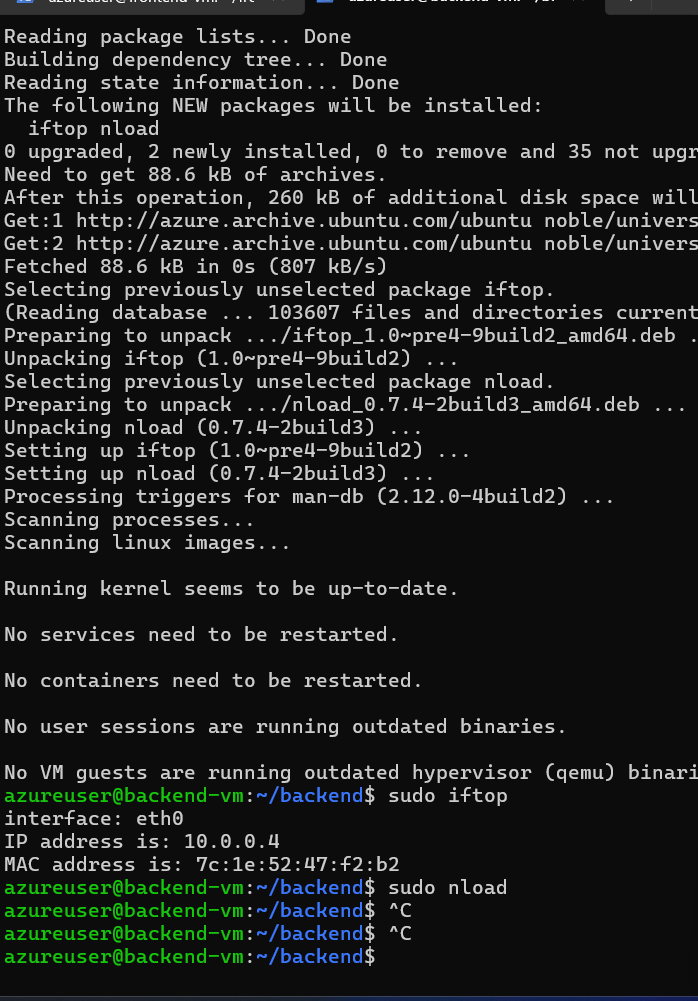 Reading package lists... Done
Building dependency tree... Done
Reading state information... Done
The following NEW packages will be installed:
  iftop nload
0 upgraded, 2 newly installed, 0 to remove and 35 not upgr
Need to get 88.6 kB of archives.
After this operation, 260 kB of additional disk space will
Get:1 http://azure.archive.ubuntu.com/ubuntu noble/univers
Get:2 http://azure.archive.ubuntu.com/ubuntu noble/univers
Fetched 88.6 kB in 0s (807 kB/s)
Selecting previously unselected package iftop.
(Reading database ... 103607 files and directories current
Preparing to unpack .../iftop_1.0~pre4-9build2_amd64.deb .
Unpacking iftop (1.0~pre4-9build2) ...
Selecting previously unselected package nload.
Preparing to unpack .../nload_0.7.4-2build3_amd64.deb ...
Unpacking nload (0.7.4-2build3) ...
Setting up iftop (1.0~pre4-9build2) ...
Setting up nload (0.7.4-2build3) ...
Processing triggers for man-db (2.12.0-4build2) ...
Scanning processes...
Scanning linux images...

Running kernel seems to be up-to-date.

No services need to be restarted.

No containers need to be restarted.

No user sessions are running outdated binaries.

No VM guests are running outdated hypervisor (qemu) binari
azureuser@backend-vm:~/backend$ sudo iftop
interface: eth0
IP address is: 10.0.0.4
MAC address is: 7c:1e:52:47:f2:b2
azureuser@backend-vm:~/backend$ sudo nload
azureuser@backend-vm:~/backend$ ^C
azureuser@backend-vm:~/backend$ ^C
azureuser@backend-vm:~/backend$